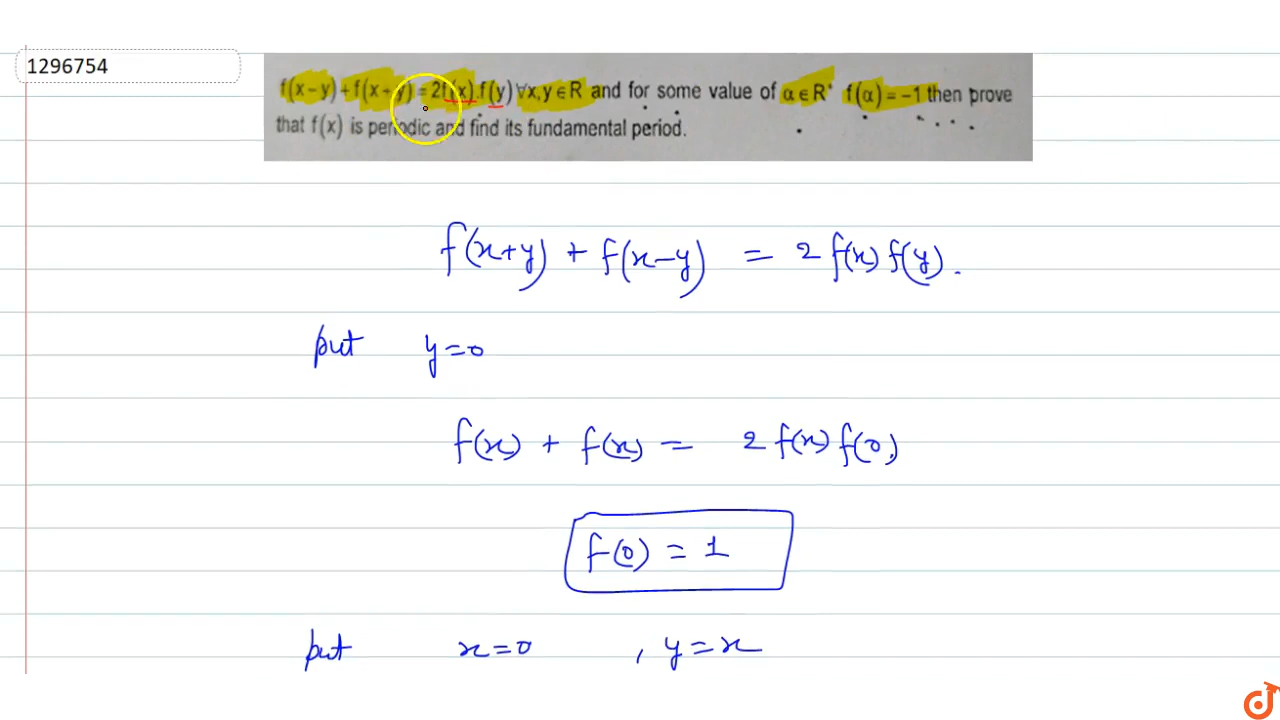 1296754
f(x−y)+f(x+y)=2f(x).f(y) ∀x,y∈R and for some value of α∈R⁺ f(α)=−1 then prove
that f(x) is periodic and find its fundamental period.
f(x+y) + f(x−y) = 2 f(x) f(y).
put y=0
f(x) + f(x) = 2 f(x) f(0)
f(0) = 1
put x=0 , y=x